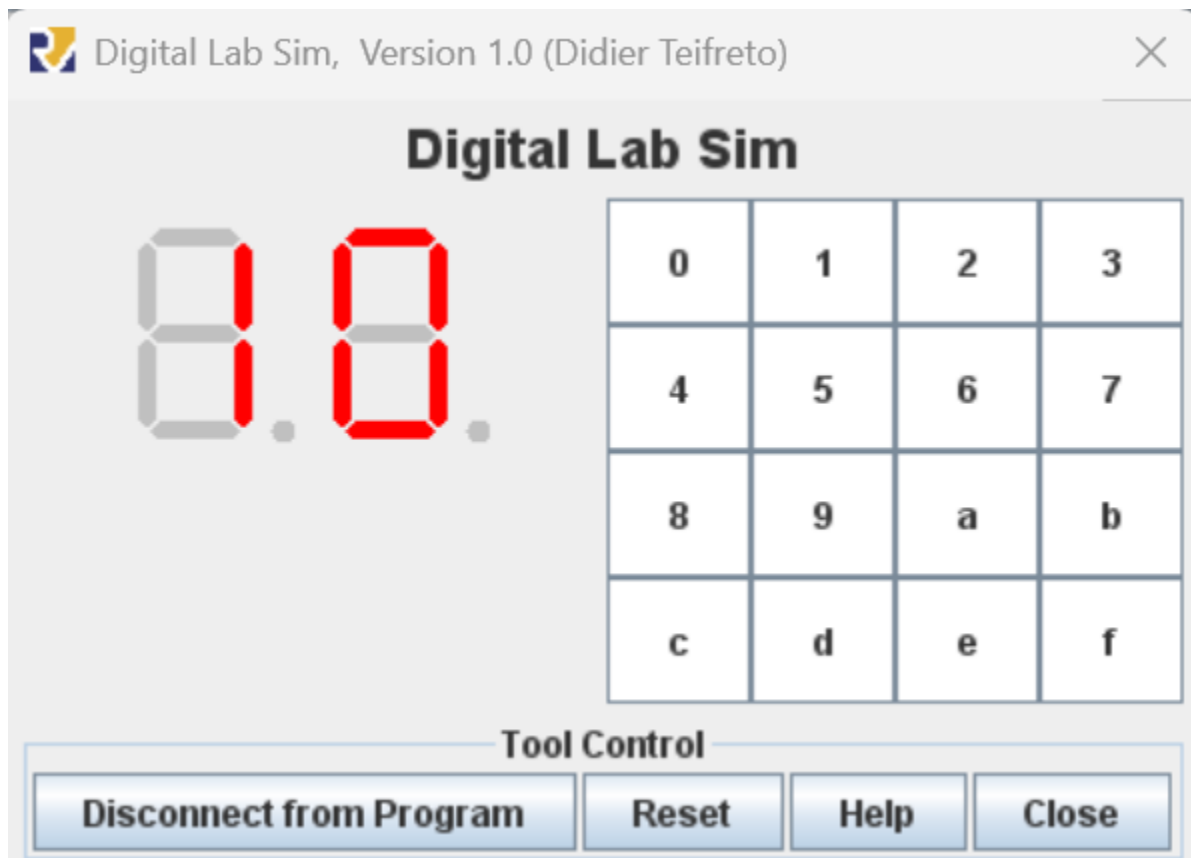 Digital Lab Sim, Version 1.0 (Didier Teifreto)
Digital Lab Sim
10
0 1 2 3
4 5 6 7
8 9 a b
c d e f
Tool Control
Disconnect from Program Reset Help Close